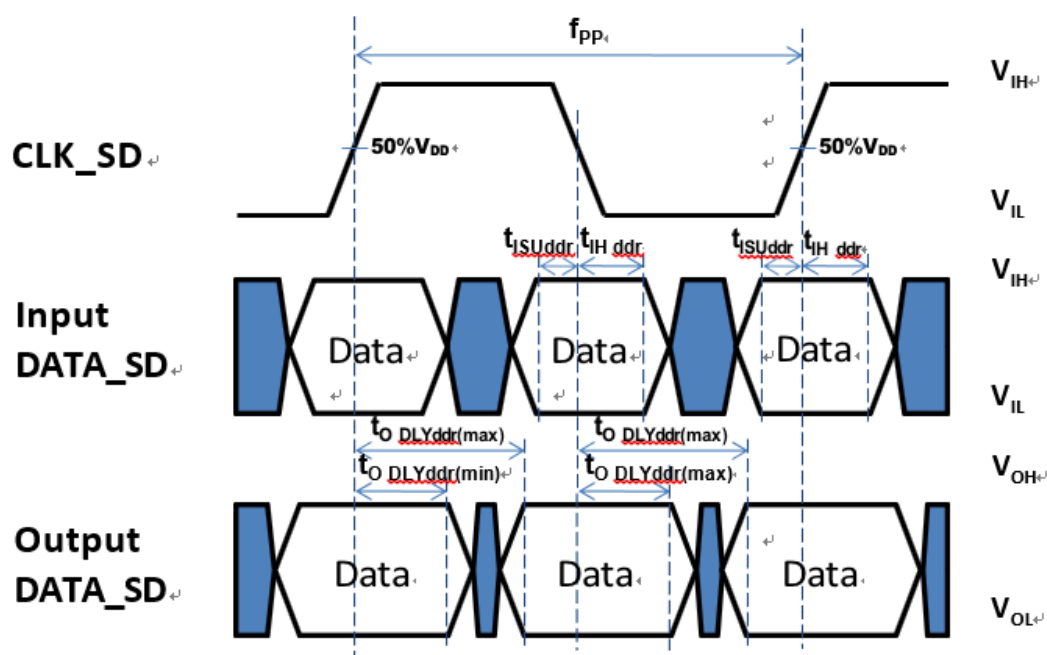 fPP
VIH
CLK_SD
50%VDD
50%VDD
VIL
tISUddr
tIH ddr
tISUddr
tIH ddr
VIH
Input
DATA_SD
Data
Data
Data
VIL
tO DLYddr(max)
tO DLYddr(max)
tO DLYddr(min)
tO DLYddr(max)
VOH
Output
DATA_SD
Data
Data
Data
VOL